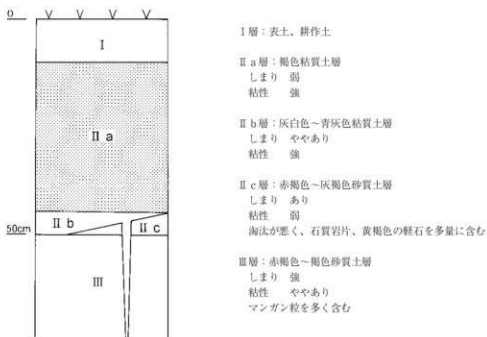 0
Ⅰ
Ⅱ a
50cm
Ⅱ b
Ⅱ c
Ⅲ
Ⅰ層：表土、耕作土
Ⅱ a層：褐色粘質土層
しまり　弱
粘性　　強
Ⅱ b層：灰白色～青灰色粘質土層
しまり　ややあり
粘性　　強
Ⅱ c層：赤褐色～灰褐色砂質土層
しまり　あり
粘性　　弱
淘汰が悪く、石質岩片、黄褐色の軽石を多量に含む
Ⅲ層：赤褐色～褐色砂質土層
しまり　強
粘性　　ややあり
マンガン粒を多く含む